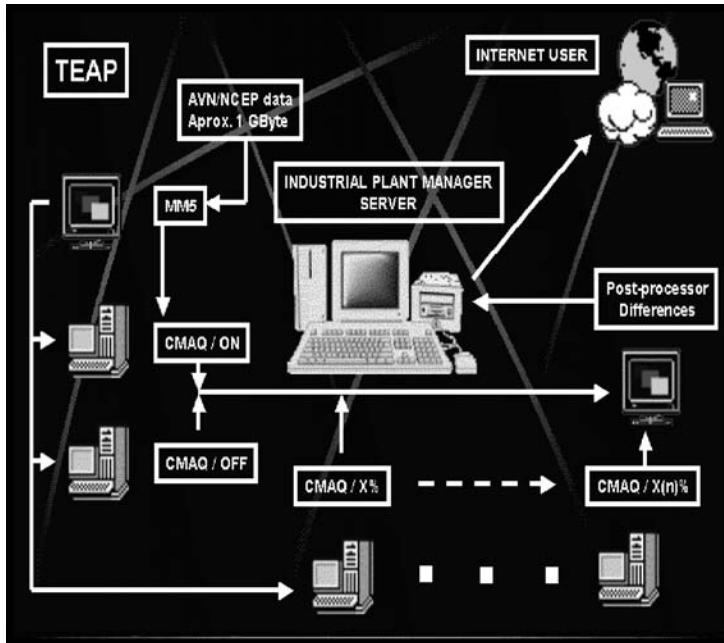 TEAP
INTERNET USER
AVN/NCEP data
Aprox. 1 GByte
INDUSTRIAL PLANT MANAGER
SERVER
MM5
Post-processor
Differences
CMAQ / ON
CMAQ / OFF
CMAQ / X%
CMAQ / X(n)%